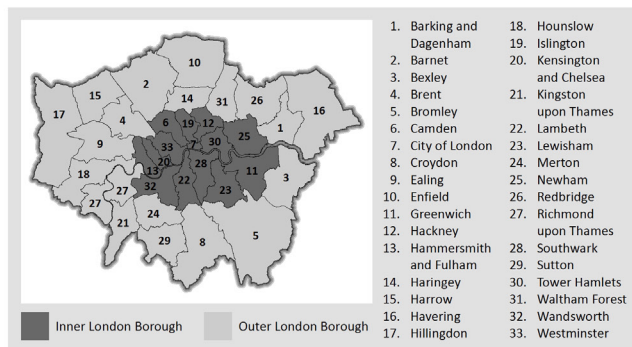 10
2
15
14
31
26
17
16
4
6
19
12
1
9
33
7
30
25
20
28
13
11
18
32
22
23
3
27
27
24
21
29
8
5
Inner London Borough
Outer London Borough
1. Barking and
Dagenham
2. Barnet
3. Bexley
4. Brent
5. Bromley
6. Camden
7. City of London
8. Croydon
9. Ealing
10. Enfield
11. Greenwich
12. Hackney
13. Hammersmith
and Fulham
14. Haringey
15. Harrow
16. Havering
17. Hillingdon
18. Hounslow
19. Islington
20. Kensington
and Chelsea
21. Kingston
upon Thames
22. Lambeth
23. Lewisham
24. Merton
25. Newham
26. Redbridge
27. Richmond
upon Thames
28. Southwark
29. Sutton
30. Tower Hamlets
31. Waltham Forest
32. Wandsworth
33. Westminster